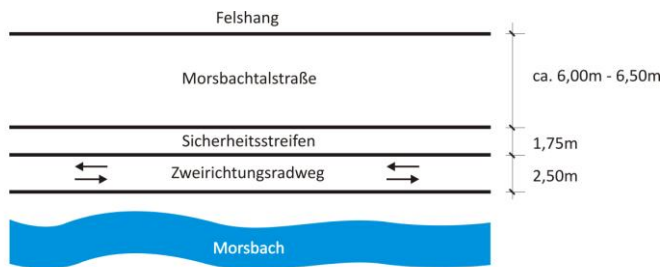 Felshang
Morsbachtalstraße
ca. 6,00m - 6,50m
Sicherheitsstreifen
1,75m
Zweirichtungsradweg
2,50m
Morsbach